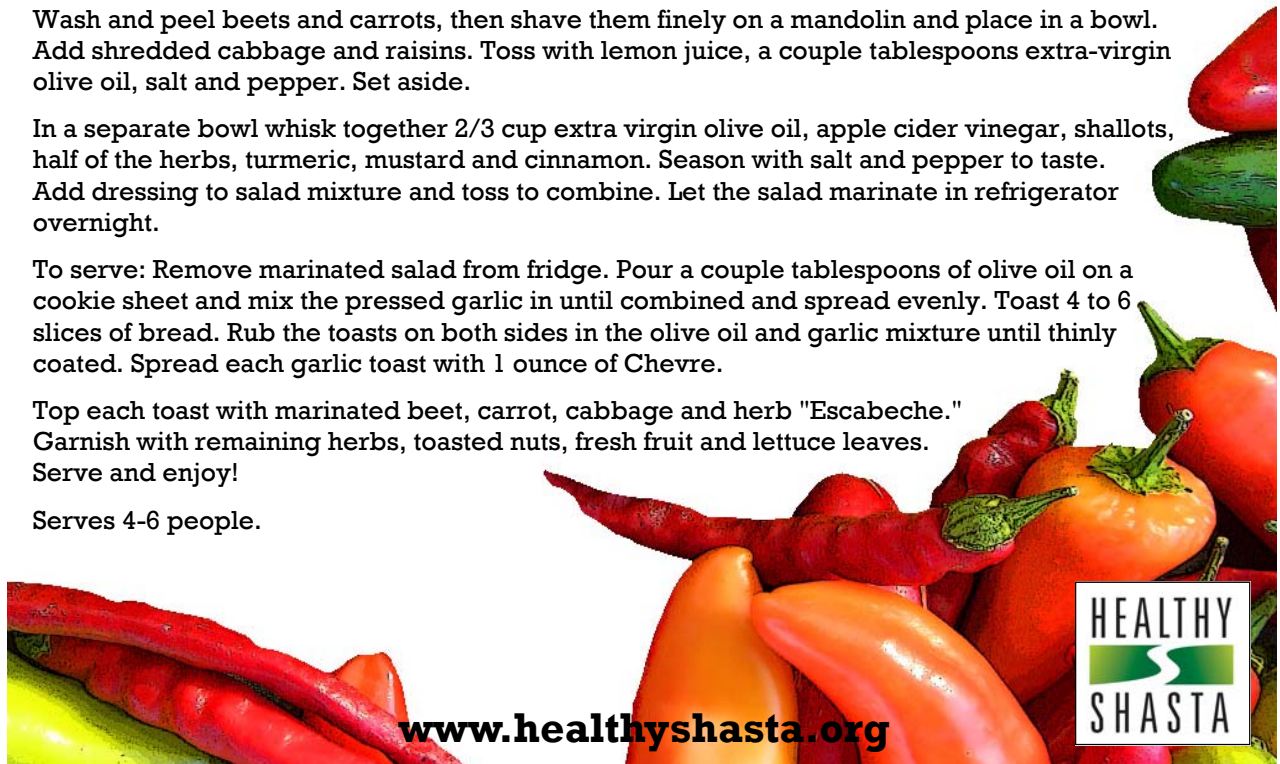 Wash and peel beets and carrots, then shave them finely on a mandolin and place in a bowl.
Add shredded cabbage and raisins. Toss with lemon juice, a couple tablespoons extra-virgin
olive oil, salt and pepper. Set aside.
In a separate bowl whisk together 2/3 cup extra virgin olive oil, apple cider vinegar, shallots,
half of the herbs, turmeric, mustard and cinnamon. Season with salt and pepper to taste.
Add dressing to salad mixture and toss to combine. Let the salad marinate in refrigerator
overnight.
To serve: Remove marinated salad from fridge. Pour a couple tablespoons of olive oil on a
cookie sheet and mix the pressed garlic in until combined and spread evenly. Toast 4 to 6
slices of bread. Rub the toasts on both sides in the olive oil and garlic mixture until thinly
coated. Spread each garlic toast with 1 ounce of Chevre.
Top each toast with marinated beet, carrot, cabbage and herb "Escabeche."
Garnish with remaining herbs, toasted nuts, fresh fruit and lettuce leaves.
Serve and enjoy!
Serves 4-6 people.
HEALTHY
SHASTA
www.healthyshasta.org